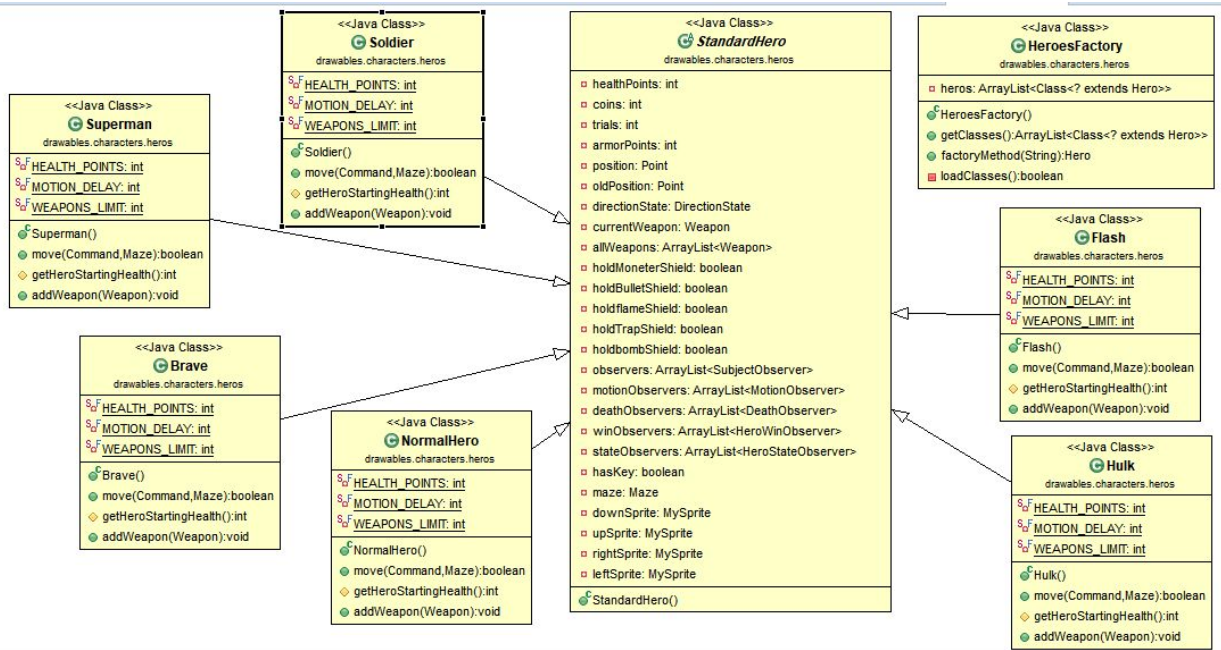 <<Java Class>>
Soldier
drawables.characters.heros
HEALTH_POINTS: int
MOTION_DELAY: int
WEAPONS_LIMIT: int
Soldier()
move(Command,Maze):boolean
getHeroStartingHealth():int
addWeapon(Weapon):void
<<Java Class>>
Superman
drawables.characters.heros
HEALTH_POINTS: int
MOTION_DELAY: int
WEAPONS_LIMIT: int
Superman()
move(Command,Maze):boolean
getHeroStartingHealth():int
addWeapon(Weapon):void
<<Java Class>>
Brave
drawables.characters.heros
HEALTH_POINTS: int
MOTION_DELAY: int
WEAPONS_LIMIT: int
Brave()
move(Command,Maze):boolean
getHeroStartingHealth():int
addWeapon(Weapon):void
<<Java Class>>
NormalHero
drawables.characters.heros
HEALTH_POINTS: int
MOTION_DELAY: int
WEAPONS_LIMIT: int
NormalHero()
move(Command,Maze):boolean
getHeroStartingHealth():int
addWeapon(Weapon):void
<<Java Class>>
StandardHero
drawables.characters.heros
healthPoints: int
coins: int
trials: int
armorPoints: int
position: Point
oldPosition: Point
directionState: DirectionState
currentWeapon: Weapon
allWeapons: ArrayList<Weapon>
holdMoneterShield: boolean
holdBulletShield: boolean
holdflameShield: boolean
holdTrapShield: boolean
holdbombShield: boolean
observers: ArrayList<SubjectObserver>
motionObservers: ArrayList<MotionObserver>
deathObservers: ArrayList<DeathObserver>
winObservers: ArrayList<HeroWinObserver>
stateObservers: ArrayList<HeroStateObserver>
hasKey: boolean
maze: Maze
downSprite: MySprite
upSprite: MySprite
rightSprite: MySprite
leftSprite: MySprite
StandardHero()
<<Java Class>>
HeroesFactory
drawables.characters.heros
heros: ArrayList<Class<? extends Hero>>
HeroesFactory()
getClasses():ArrayList<Class<? extends Hero>>
factoryMethod(String):Hero
loadClasses():boolean
<<Java Class>>
Flash
drawables.characters.heros
HEALTH_POINTS: int
MOTION_DELAY: int
WEAPONS_LIMIT: int
Flash()
move(Command,Maze):boolean
getHeroStartingHealth():int
addWeapon(Weapon):void
<<Java Class>>
Hulk
drawables.characters.heros
HEALTH_POINTS: int
MOTION_DELAY: int
WEAPONS_LIMIT: int
Hulk()
move(Command,Maze):boolean
getHeroStartingHealth():int
addWeapon(Weapon):void